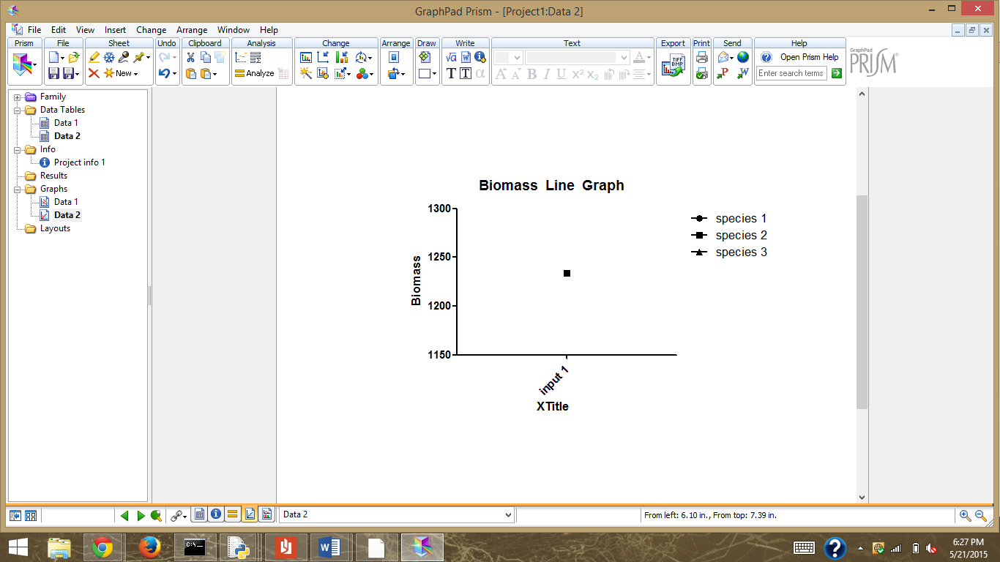 GraphPad Prism - [Project1:Data 2]
File Edit View Insert Change Arrange Window Help
Prism File Sheet Undo Clipboard Analysis Change Arrange Draw Write Text Export Print Send Help
New
Analyze
Open Prism Help
Enter search terms
TIFF
BMP
GraphPad
PRISM
Family
Data Tables
Data 1
Data 2
Info
Project info 1
Results
Graphs
Data 1
Data 2
Layouts
Biomass Line Graph
1300
1250
1200
1150
Biomass
input 1
XTitle
species 1
species 2
species 3
Data 2
From left: 6.10 in., From top: 7.39 in.
6:27 PM
5/21/2015